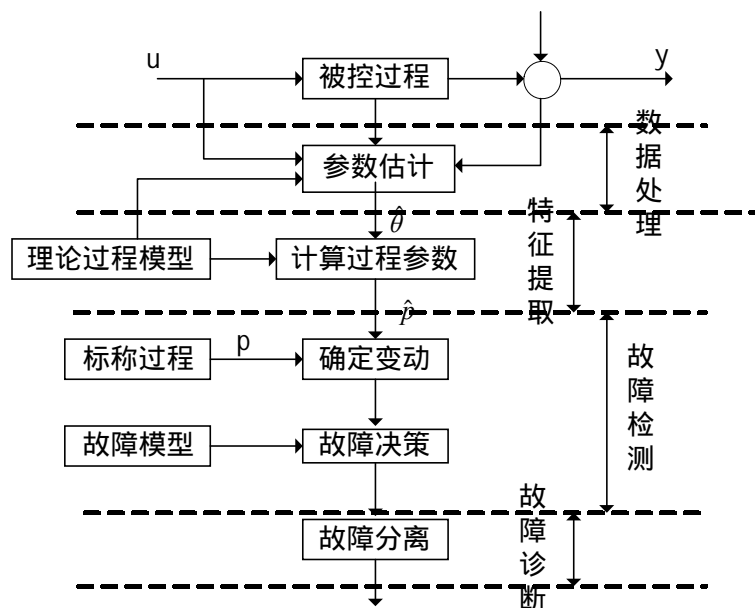 u
被控过程
y
数据处理
参数估计
θ̂
特征提取
理论过程模型
计算过程参数
p̂
标称过程
p
确定变动
故障检测
故障模型
故障决策
故障分离
故障诊断